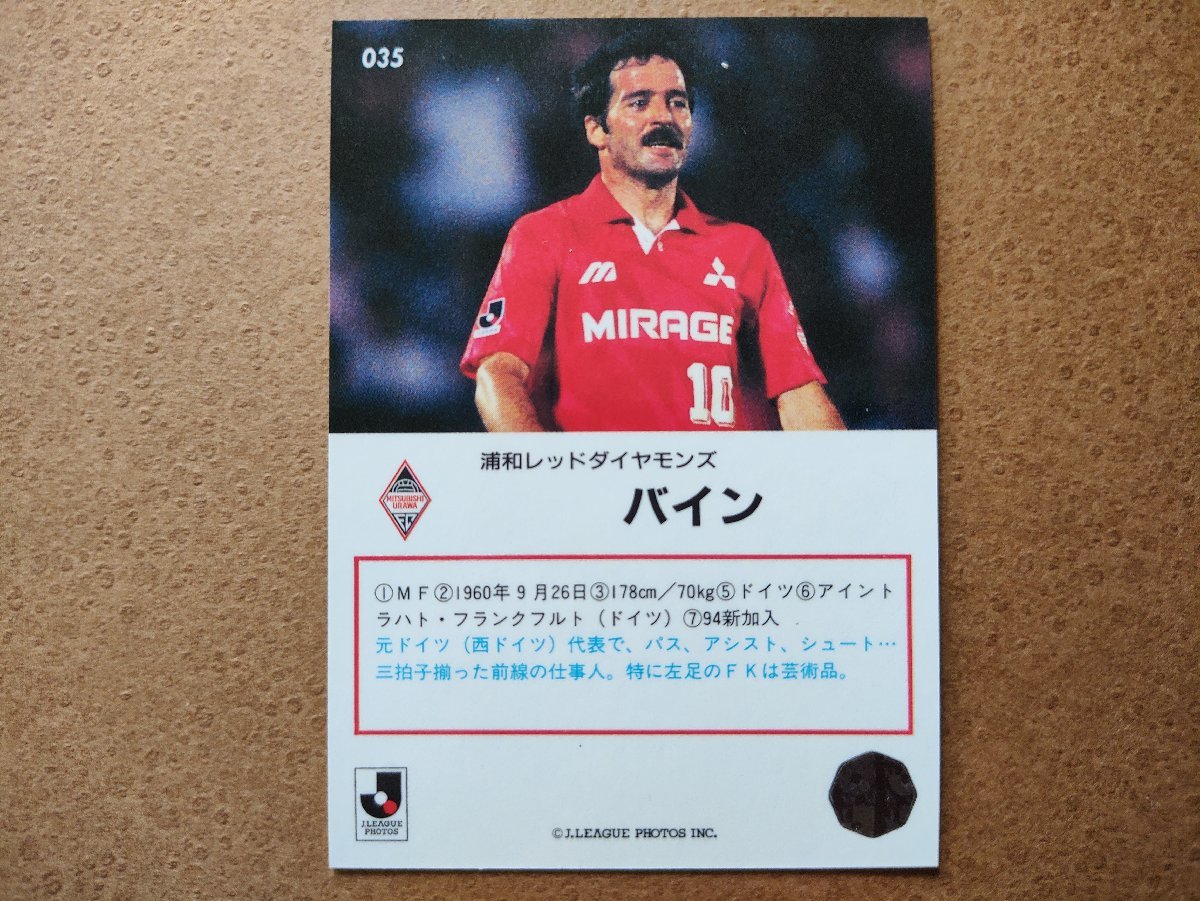 035
MIRAGE
10
浦和レッドダイヤモンズ
MITSUBISHI
URAWA
FC
バイン
①ＭＦ②1960年９月26日③178㎝／70kg⑤ドイツ⑥アイント
ラハト・フランクフルト（ドイツ）⑦94新加入
元ドイツ（西ドイツ）代表で、パス、アシスト、シュート…
三拍子揃った前線の仕事人。特に左足のＦＫは芸術品。
J.LEAGUE
PHOTOS
©J.LEAGUE PHOTOS INC.